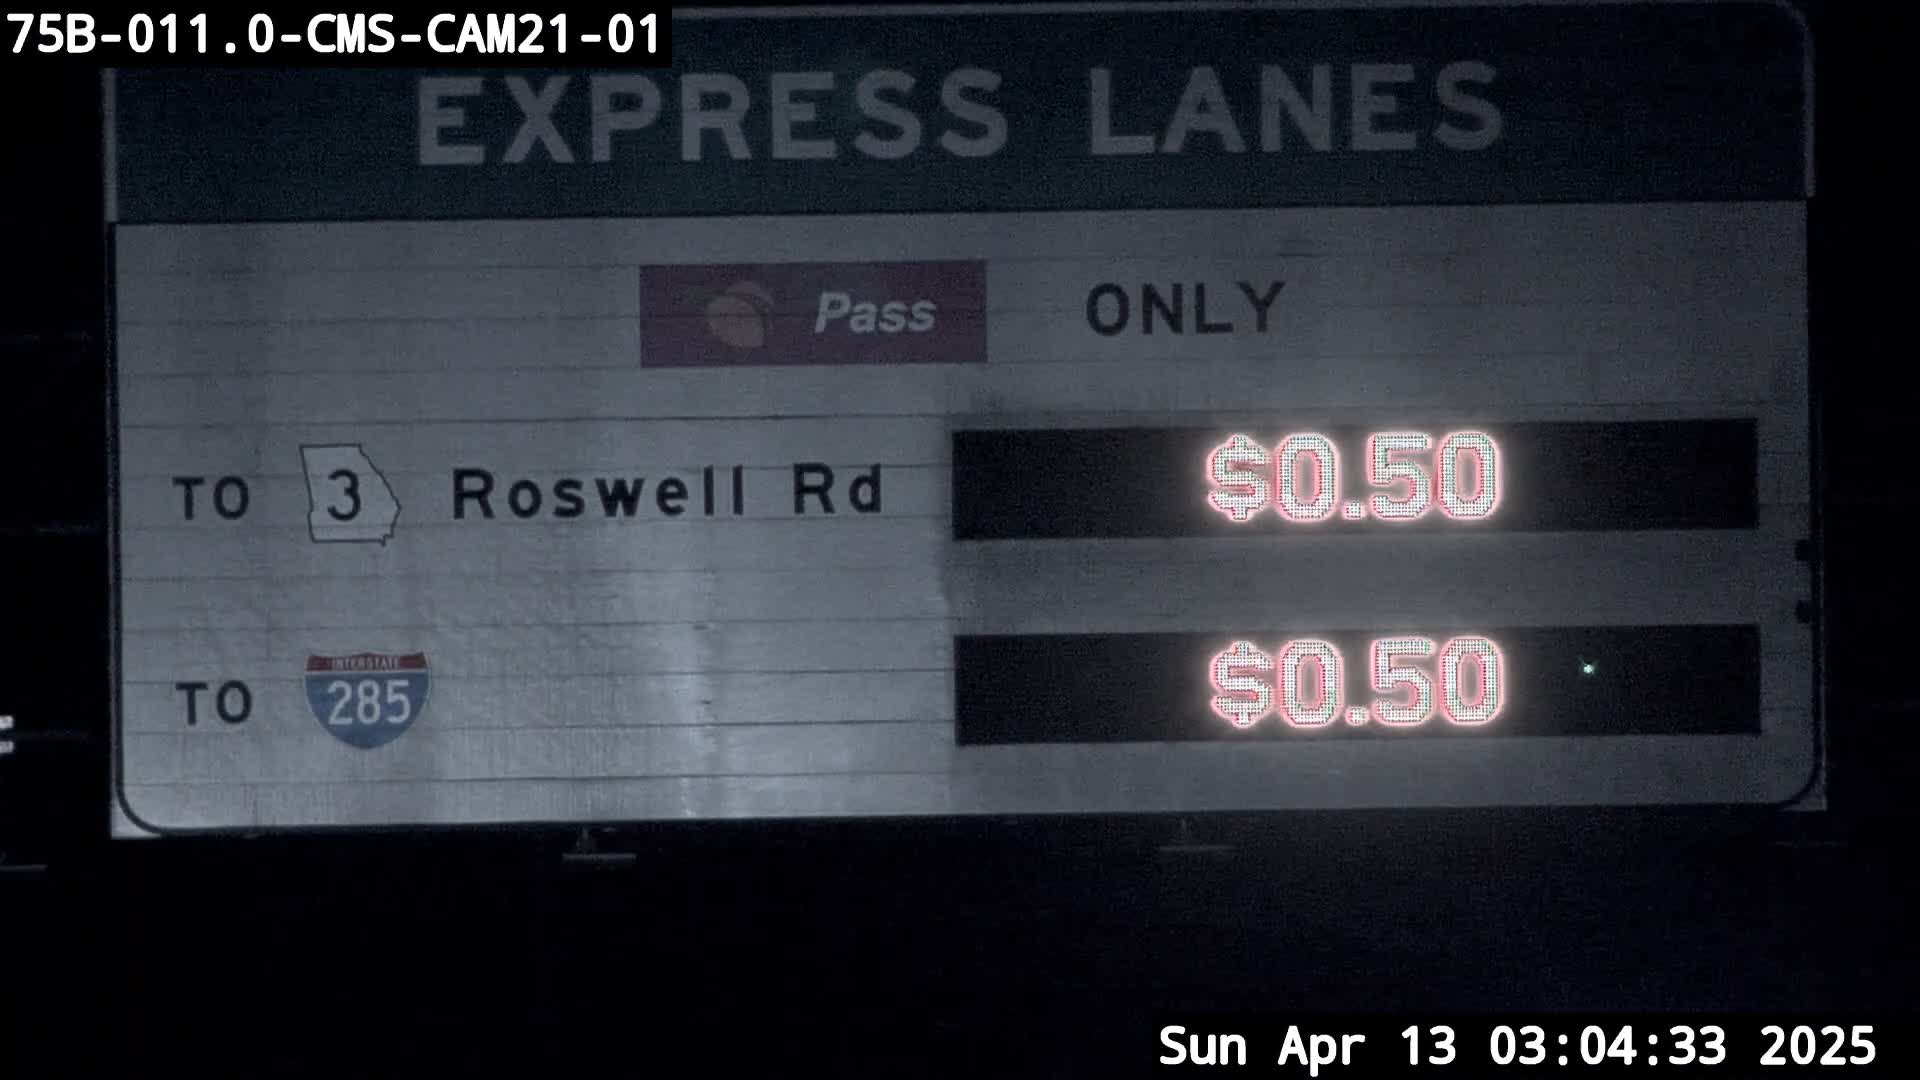 75B-011.0-CMS-CAM21-01
EXPRESS LANES
Pass ONLY
TO 3 Roswell Rd $0.50
TO INTERSTATE 285 $0.50
Sun Apr 13 03:04:33 2025